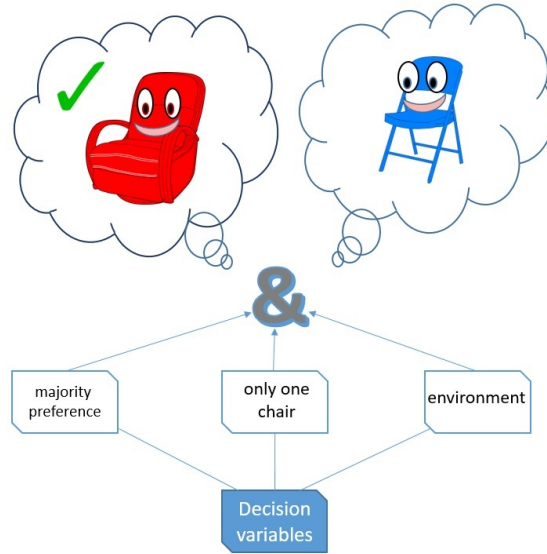 &
majority
preference
only one
chair
environment
Decision
variables